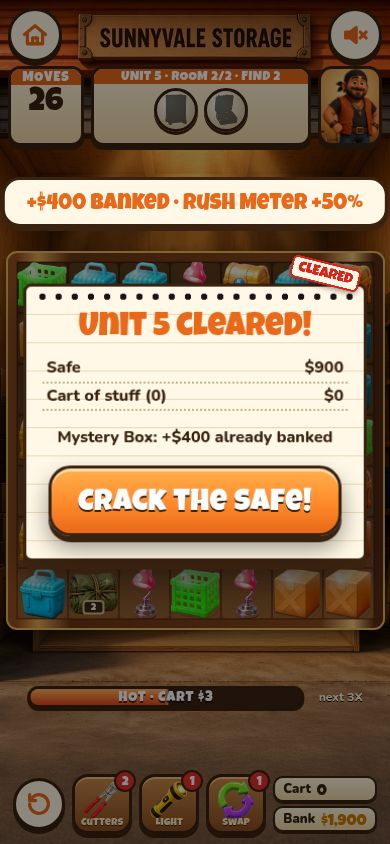 SUNNYVALE STORAGE
MOVES
26
UNIT 5 · ROOM 2/2 · FIND 2
+$400 BANKED · RUSH METER +50%
CLEARED
UNIT 5 CLEARED!
Safe $900
Cart of stuff (0) $0
Mystery Box: +$400 already banked
CRACK THE SAFE!
2
HOT · CART $3
next 3X
2
1
1
CUTTERS
LIGHT
SWAP
Cart 0
Bank $1,900